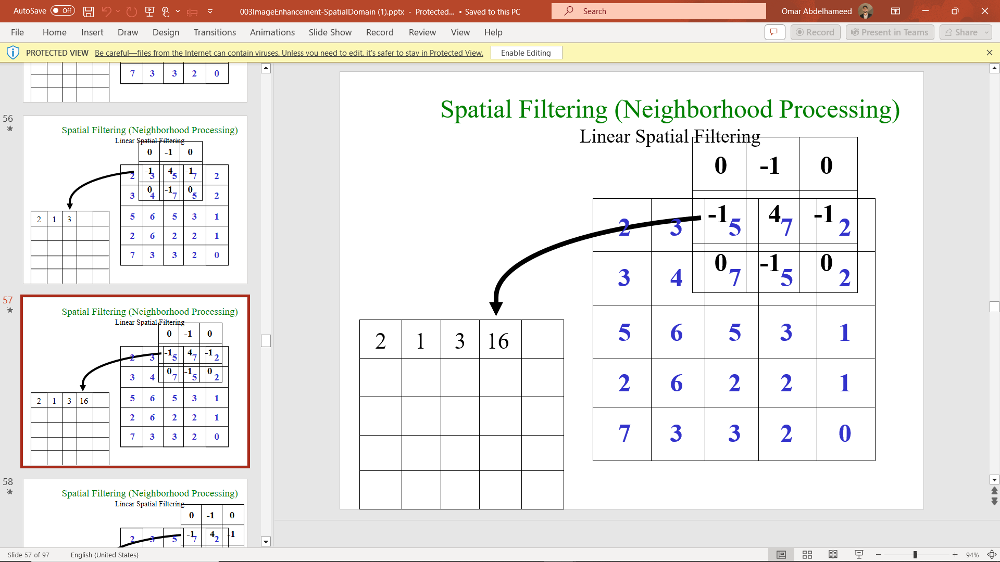 AutoSave Off 003ImageEnhancement-SpatialDomain (1).pptx - Protected... • Saved to this PC Search Omar Abdelhameed
File Home Insert Draw Design Transitions Animations Slide Show Record Review View Help Record Present in Teams Share
PROTECTED VIEW Be careful—files from the Internet can contain viruses. Unless you need to edit, it's safer to stay in Protected View. Enable Editing
7 3 3 2 0
56
Spatial Filtering (Neighborhood Processing)
Linear Spatial Filtering
0 -1 0
-1 4 -1
2 3 5 7 2
0 -1 0
3 4 7 5 2
5 6 5 3 1
2 1 3
2 6 2 2 1
7 3 3 2 0
57
Spatial Filtering (Neighborhood Processing)
Linear Spatial Filtering
0 -1 0
-1 4 -1
2 3 5 7 2
0 -1 0
3 4 7 5 2
5 6 5 3 1
2 1 3 16
2 6 2 2 1
7 3 3 2 0
58
Spatial Filtering (Neighborhood Processing)
Linear Spatial Filtering
0 -1 0
-1 4 -1
2 3 5 7 2
Spatial Filtering (Neighborhood Processing)
Linear Spatial Filtering
0 -1 0
-1 4 -1
2 3 5 7 2
0 -1 0
3 4 7 5 2
5 6 5 3 1
2 1 3 16
2 6 2 2 1
7 3 3 2 0
Slide 57 of 97 English (United States) 94%